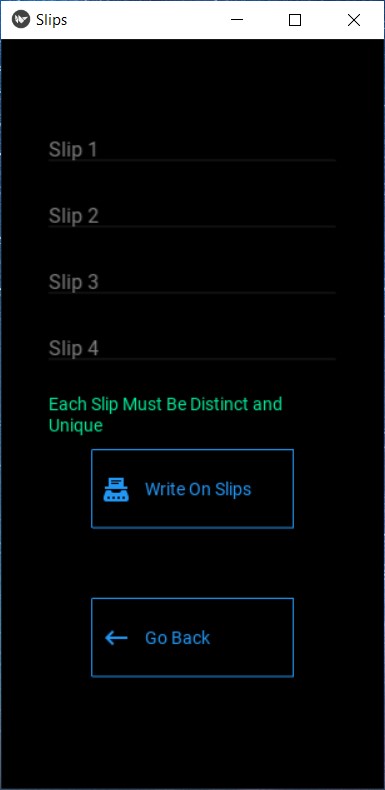 Slips
Slip 1
Slip 2
Slip 3
Slip 4
Each Slip Must Be Distinct and
Unique
Write On Slips
Go Back